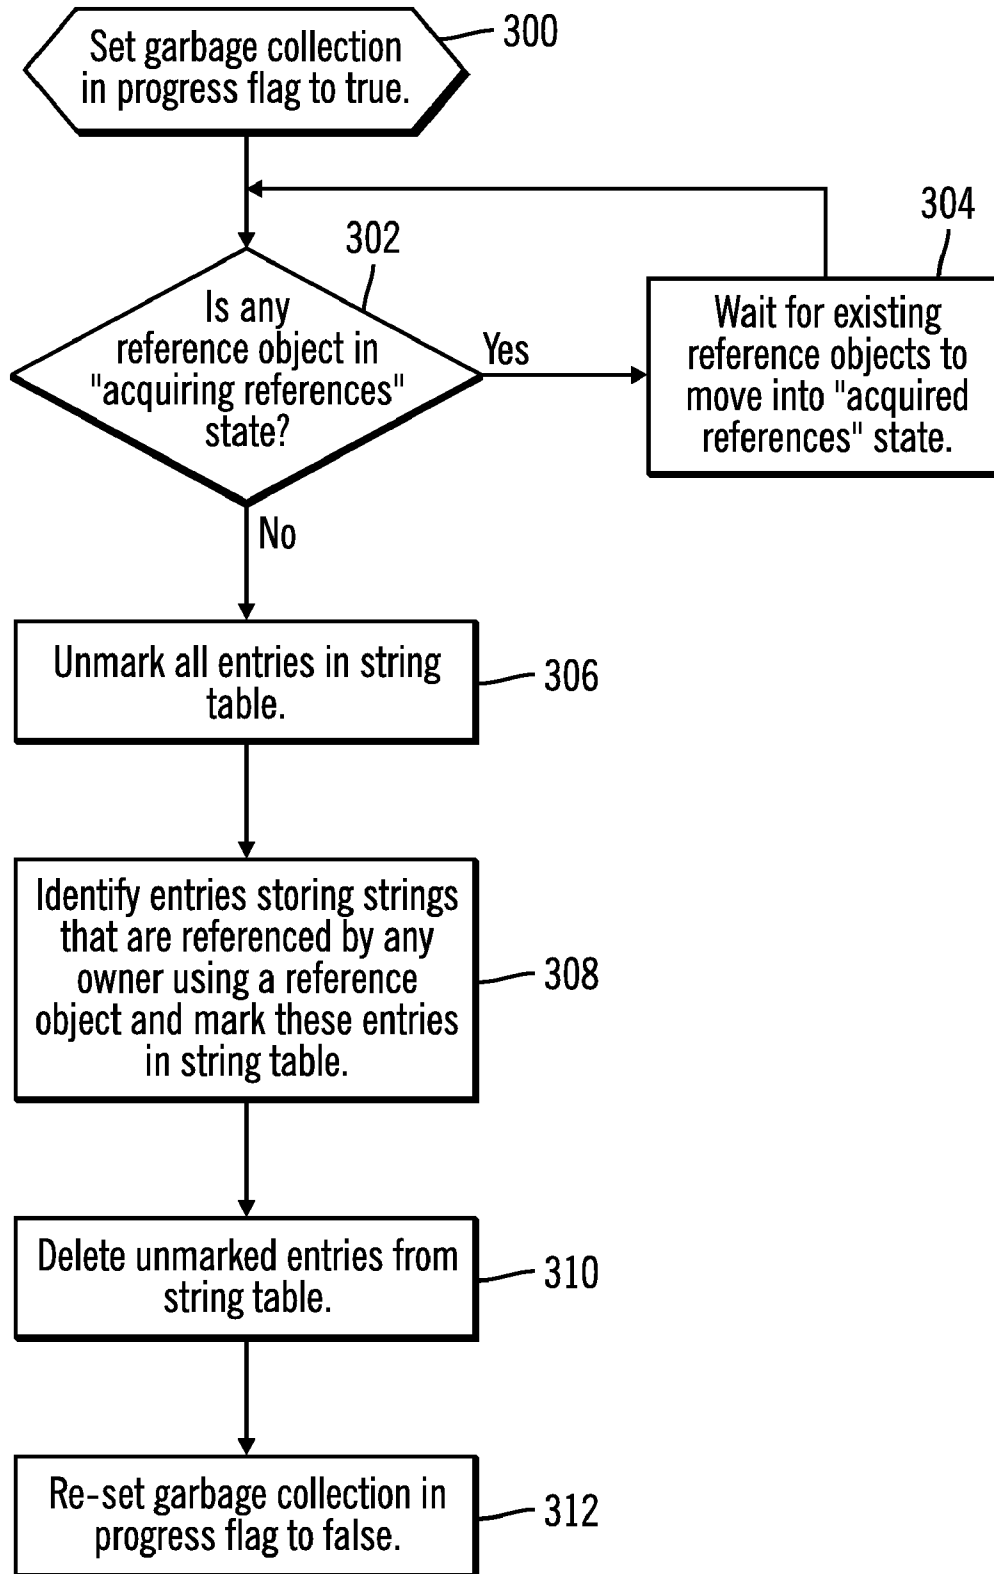 Set garbage collection
in progress flag to true.
300
302
304
Is any
reference object in
"acquiring references"
state?
Yes
Wait for existing
reference objects to
move into "acquired
references" state.
No
Unmark all entries in string
table.
306
Identify entries storing strings
that are referenced by any
owner using a reference
object and mark these entries
in string table.
308
Delete unmarked entries from
string table.
310
Re-set garbage collection in
progress flag to false.
312